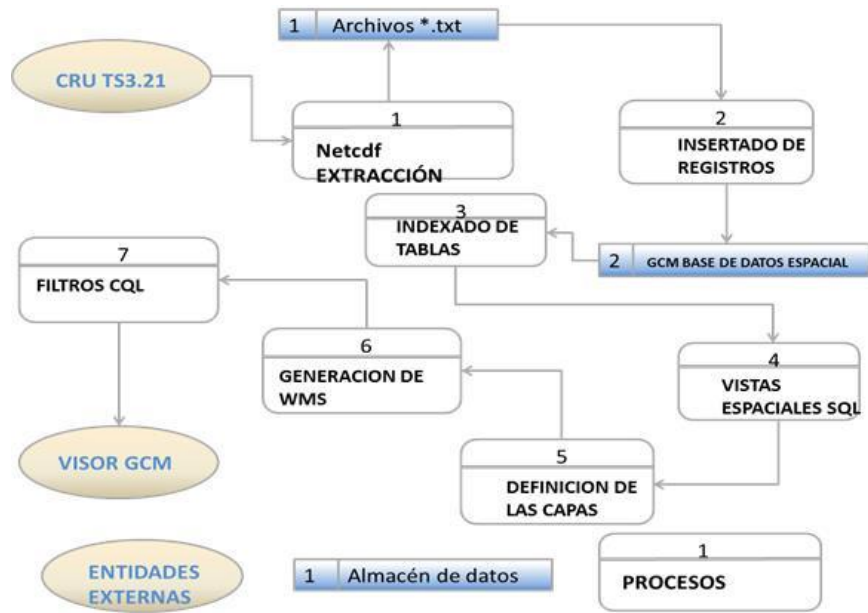 1 Archivos *.txt
CRU TS3.21
1
Netcdf
EXTRACCIÓN
2
INSERTADO DE
REGISTROS
3
INDEXADO DE
TABLAS
2 GCM BASE DE DATOS ESPACIAL
7
FILTROS CQL
6
GENERACION DE
WMS
4
VISTAS
ESPACIALES SQL
VISOR GCM
5
DEFINICION DE
LAS CAPAS
ENTIDADES
EXTERNAS
1 Almacén de datos
1
PROCESOS